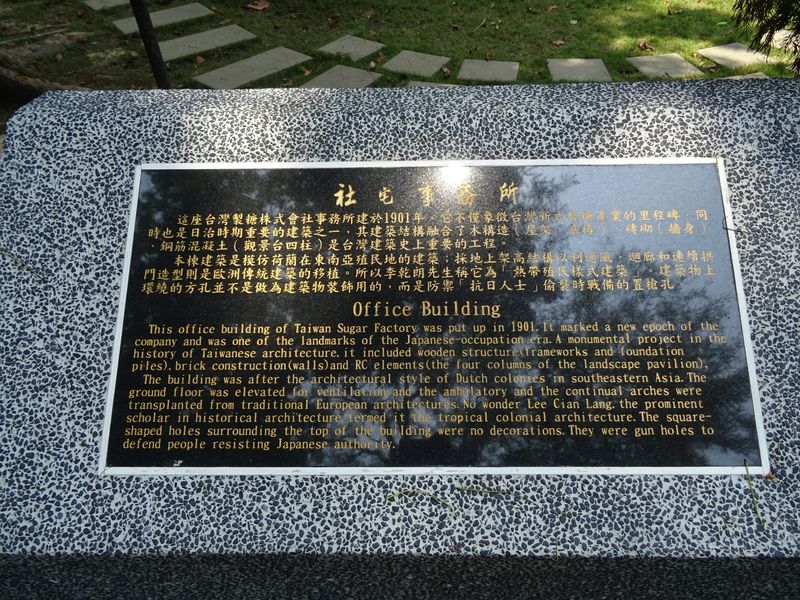 社宅事務所
這座台灣製糖株式會社事務所建於1901年,它不僅象徵台灣新式製糖產業的里程碑,同
時也是日治時期重要的建築之一,其建築結構融合了木構造(屋架、 磚砌(牆身)
、鋼筋混凝土(觀景台四柱)是台灣建築史上重要的工程。
本棟建築是模仿荷蘭在東南亞殖民地的建築;採地上架高結構以利通風,迴廊和連續拱
門造型則是歐洲傳統建築的移植。所以李乾朗先生稱它為「熱帶殖民樣式建築」。建築物上
環繞的方孔並不是做為建築物裝飾用的,而是防禦「抗日人士」偷襲時戰備的置槍孔。
Office Building
This office building of Taiwan Sugar Factory was put up in 1901. It marked a new epoch of the
company and was one of the landmarks of the Japanese-occupation era. A monumental project in the
history of Taiwanese architecture, it included wooden structure(frameworks and foundation
piles), brick construction(walls)and RC elements(the four columns of the landscape pavilion).
The building was after the architectural style of Dutch colonies in southeastern Asia. The
ground floor was elevated for ventilation, and the ambulatory and the continual arches were
transplanted from traditional European architectures. No wonder Lee Cian Lang, the prominent
scholar in historical architecture, termed it the tropical colonial architecture. The square-
shaped holes surrounding the top of the building were no decorations. They were gun holes to
defend people resisting Japanese authority.